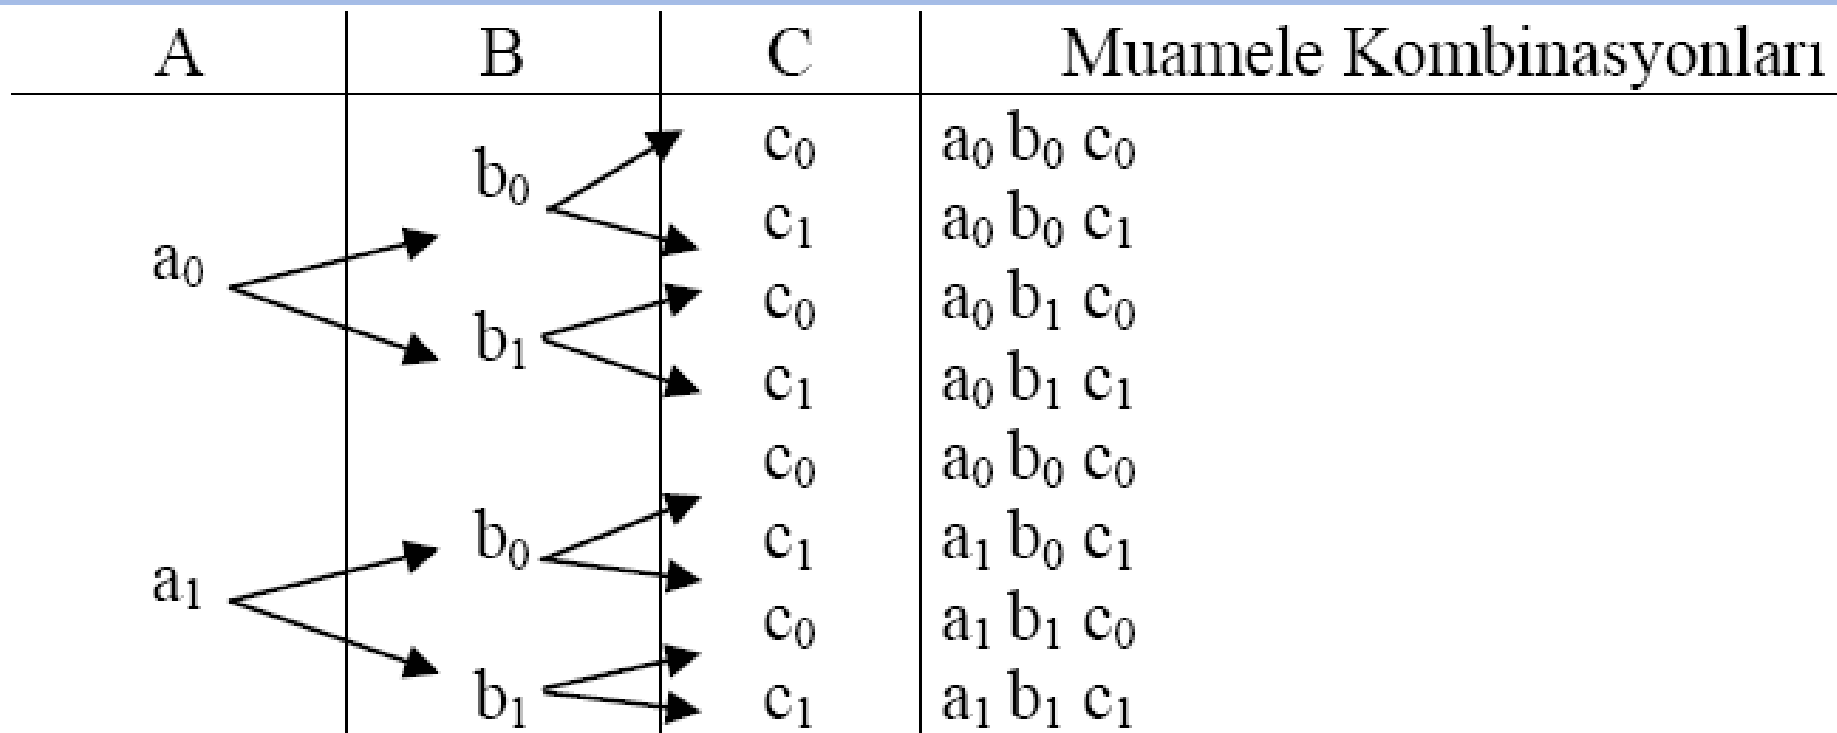 A B C Muamele Kombinasyonları
c₀ a₀ b₀ c₀
b₀
c₁ a₀ b₀ c₁
a₀
c₀ a₀ b₁ c₀
b₁
c₁ a₀ b₁ c₁
c₀ a₀ b₀ c₀
b₀ c₁ a₁ b₀ c₁
a₁
c₀ a₁ b₁ c₀
b₁ c₁ a₁ b₁ c₁